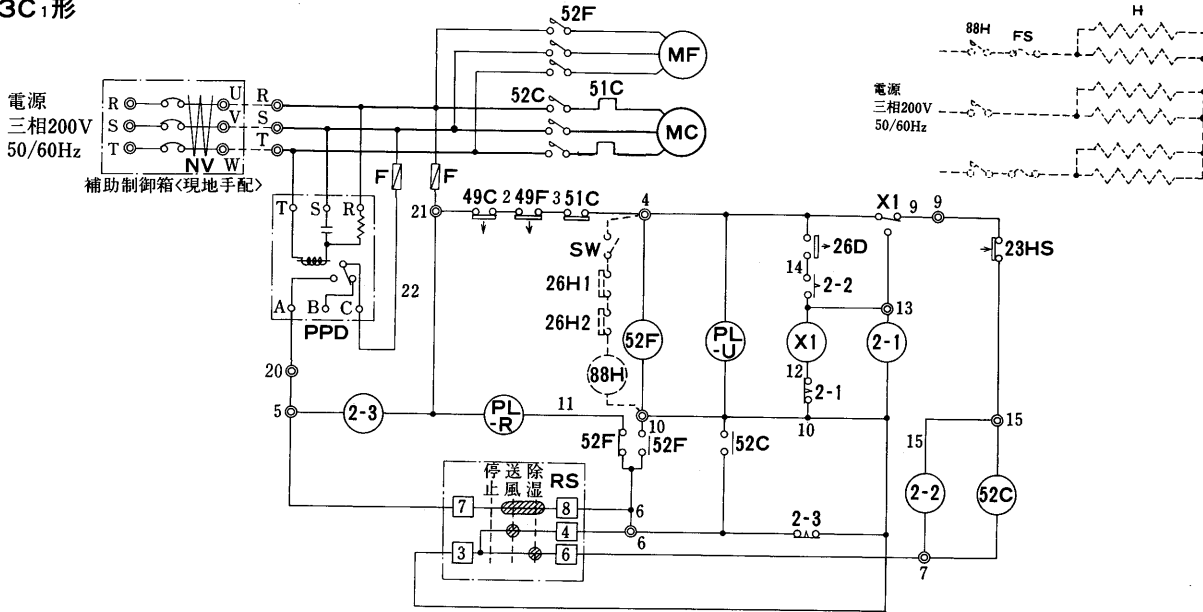 3C₁形
電源
三相200V
50/60Hz
R
S
T
NV
U
V
W
補助制御箱<現地手配>
R
S
T
52F
MF
52C
51C
MC
F
F
88H
FS
H
電源
三相200V
50/60Hz
T
S
R
A
B
C
PPD
22
21
49C
2
49F
3
51C
4
SW
26H1
26H2
88H
52F
PL-U
26D
14
2-2
X1
12
2-1
10
X1
9
9
13
2-1
23HS
20
5
2-3
PL-R
11
52F
10
52F
52C
15
15
2-2
52C
停止
送風
除湿
RS
7
8
6
4
6
3
6
2-3
7